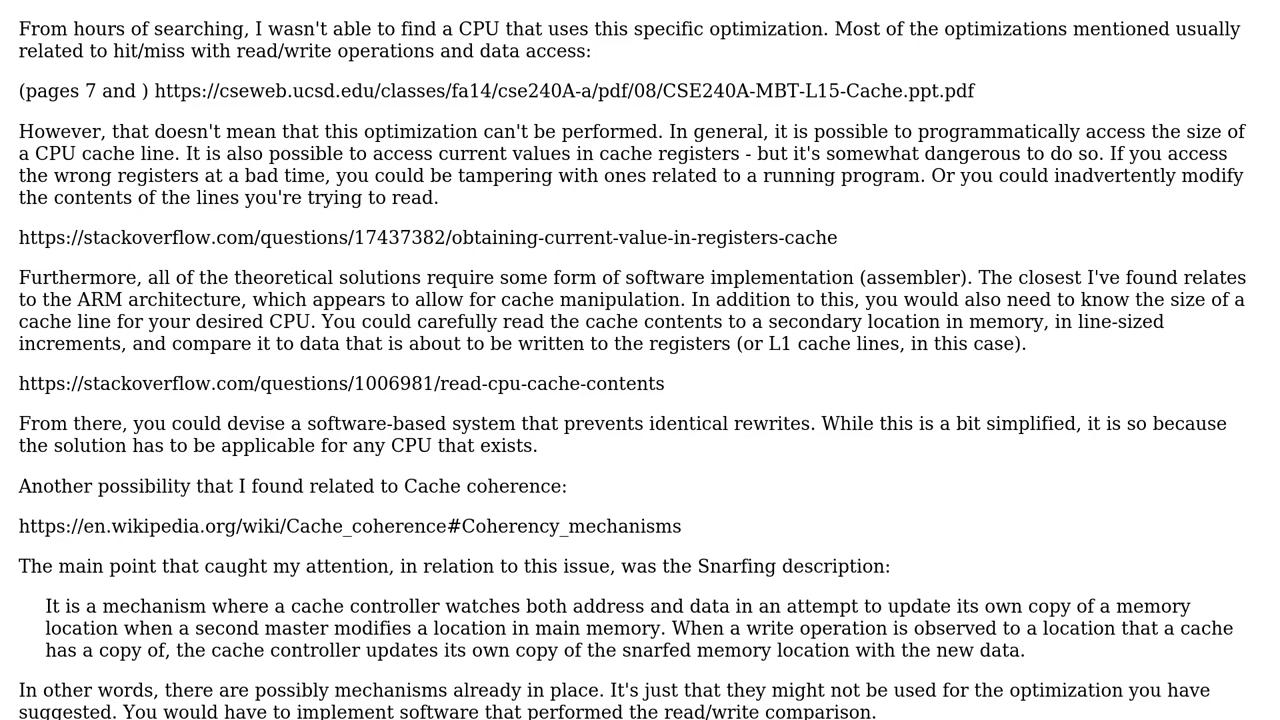 From hours of searching, I wasn't able to find a CPU that uses this specific optimization. Most of the optimizations mentioned usually
related to hit/miss with read/write operations and data access:
(pages 7 and ) https://cseweb.ucsd.edu/classes/fa14/cse240A-a/pdf/08/CSE240A-MBT-L15-Cache.ppt.pdf
However, that doesn't mean that this optimization can't be performed. In general, it is possible to programmatically access the size of
a CPU cache line. It is also possible to access current values in cache registers - but it's somewhat dangerous to do so. If you access
the wrong registers at a bad time, you could be tampering with ones related to a running program. Or you could inadvertently modify
the contents of the lines you're trying to read.
https://stackoverflow.com/questions/17437382/obtaining-current-value-in-registers-cache
Furthermore, all of the theoretical solutions require some form of software implementation (assembler). The closest I've found relates
to the ARM architecture, which appears to allow for cache manipulation. In addition to this, you would also need to know the size of a
cache line for your desired CPU. You could carefully read the cache contents to a secondary location in memory, in line-sized
increments, and compare it to data that is about to be written to the registers (or L1 cache lines, in this case).
https://stackoverflow.com/questions/1006981/read-cpu-cache-contents
From there, you could devise a software-based system that prevents identical rewrites. While this is a bit simplified, it is so because
the solution has to be applicable for any CPU that exists.
Another possibility that I found related to Cache coherence:
https://en.wikipedia.org/wiki/Cache_coherence#Coherency_mechanisms
The main point that caught my attention, in relation to this issue, was the Snarfing description:
It is a mechanism where a cache controller watches both address and data in an attempt to update its own copy of a memory
location when a second master modifies a location in main memory. When a write operation is observed to a location that a cache
has a copy of, the cache controller updates its own copy of the snarfed memory location with the new data.
In other words, there are possibly mechanisms already in place. It's just that they might not be used for the optimization you have
suggested. You would have to implement software that performed the read/write comparison.